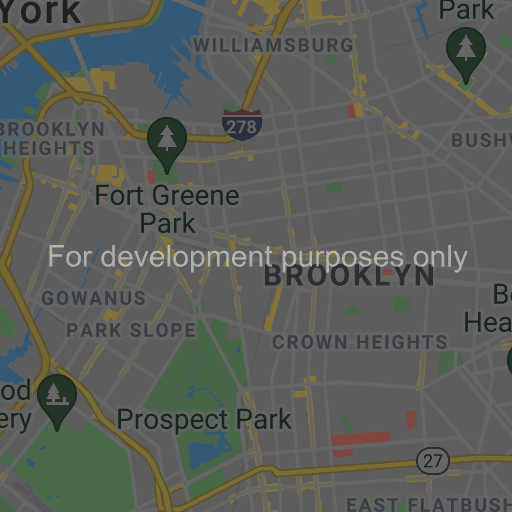 York
Park
WILLIAMSBURG
278
BROOKLYN
HEIGHTS
BUSHW
Fort Greene
Park
For development purposes only
BROOKLYN
GOWANUS
Be
Hea
PARK SLOPE
CROWN HEIGHTS
ood
ery
Prospect Park
27
EAST FLATBUSH